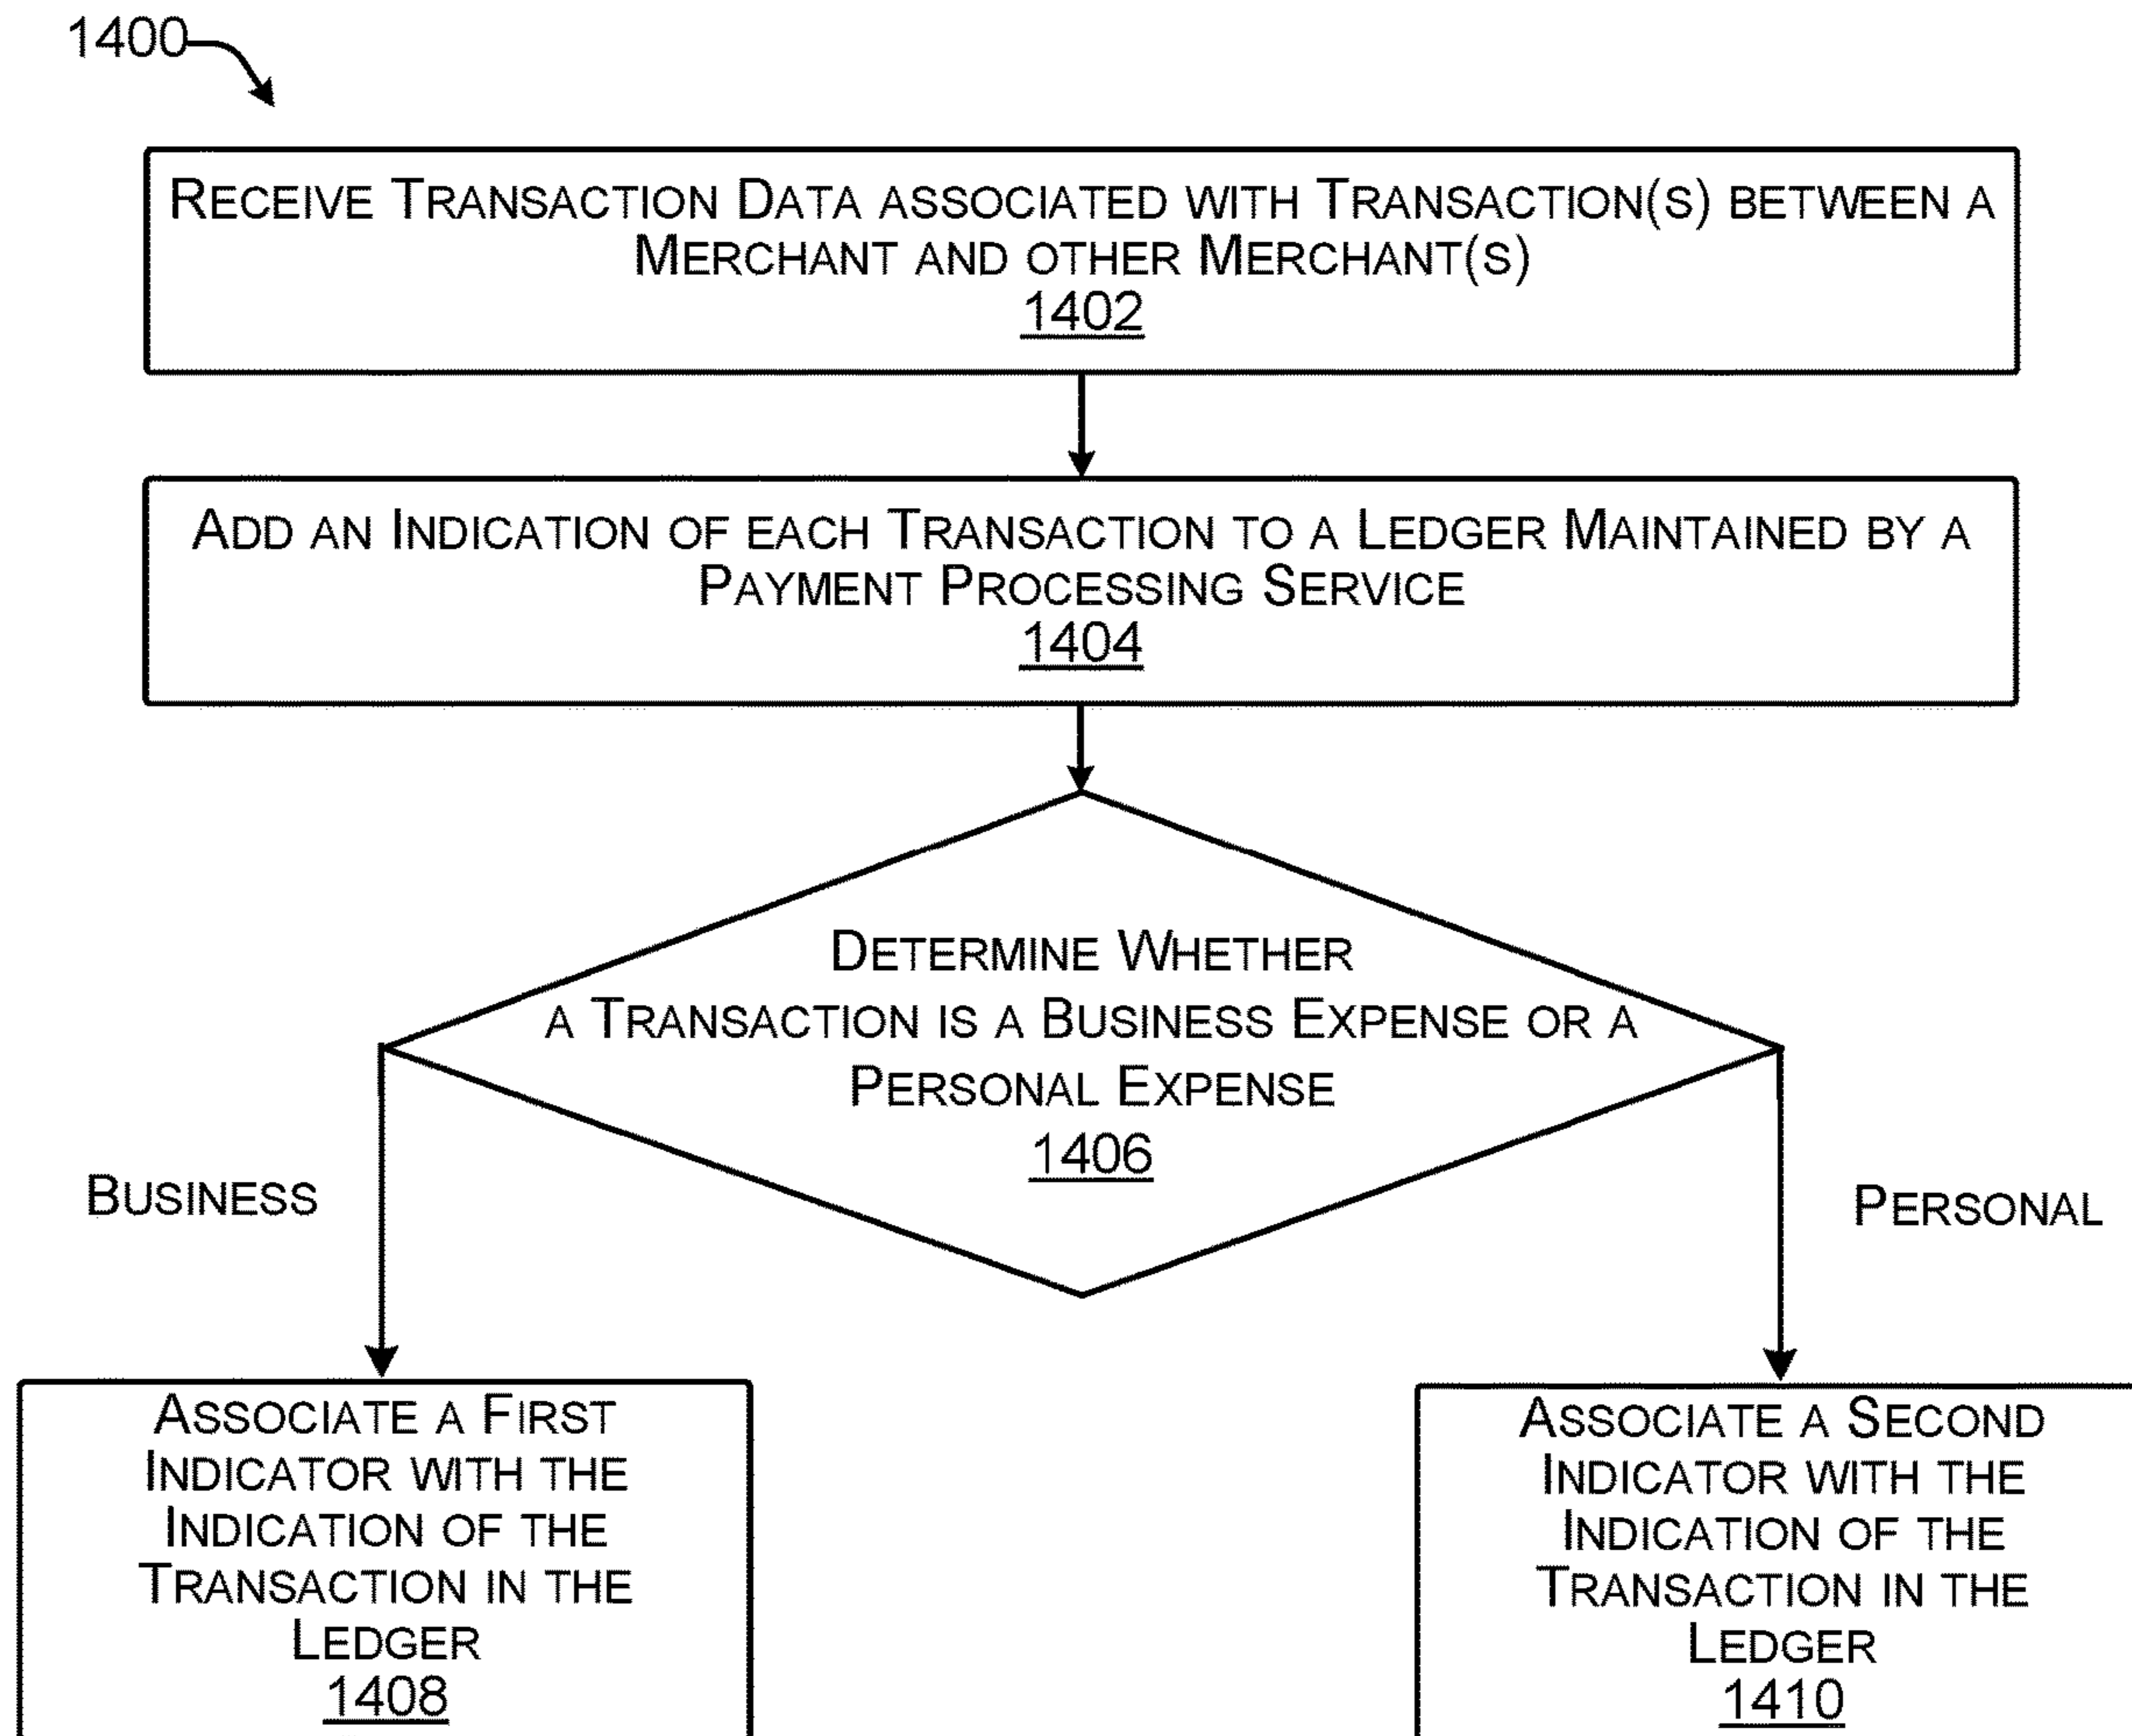 1400
RECEIVE TRANSACTION DATA ASSOCIATED WITH TRANSACTION(S) BETWEEN A
MERCHANT AND OTHER MERCHANT(S)
1402
ADD AN INDICATION OF EACH TRANSACTION TO A LEDGER MAINTAINED BY A
PAYMENT PROCESSING SERVICE
1404
DETERMINE WHETHER
A TRANSACTION IS A BUSINESS EXPENSE OR A
PERSONAL EXPENSE
1406
BUSINESS
PERSONAL
ASSOCIATE A FIRST
INDICATOR WITH THE
INDICATION OF THE
TRANSACTION IN THE
LEDGER
1408
ASSOCIATE A SECOND
INDICATOR WITH THE
INDICATION OF THE
TRANSACTION IN THE
LEDGER
1410